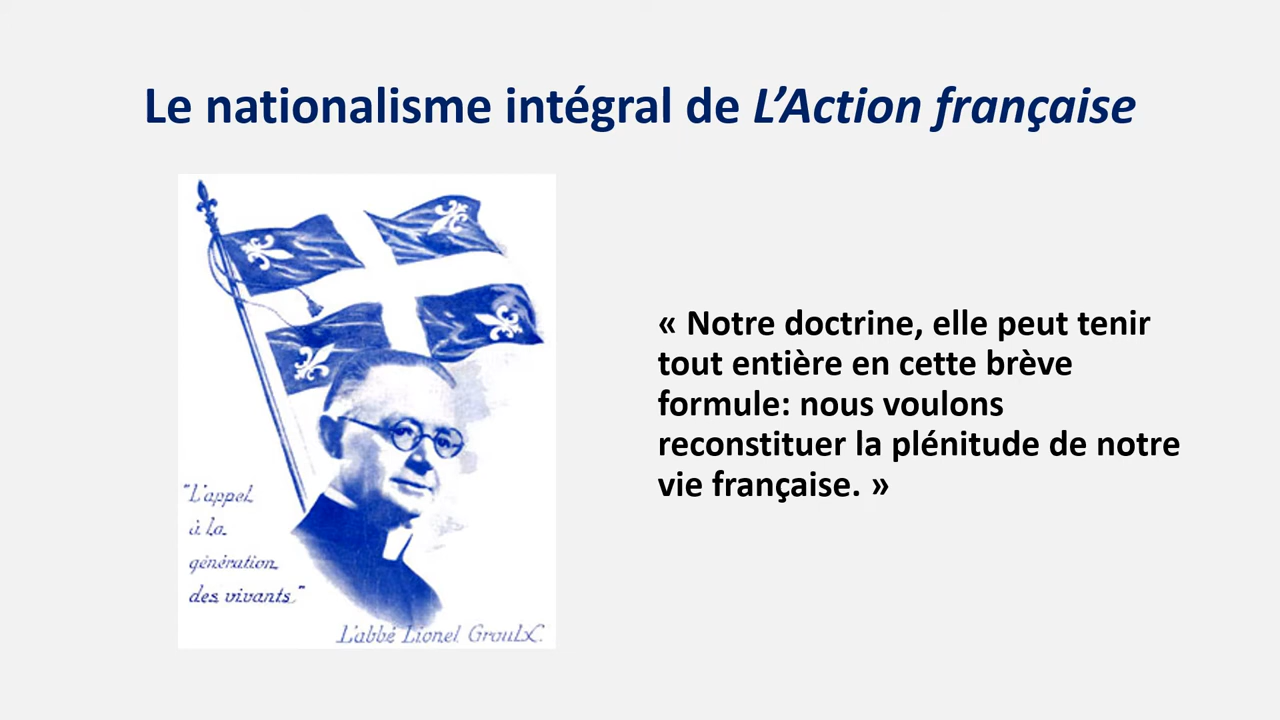 Le nationalisme intégral de L’Action française
"L'appel
à la
génération
des vivants"
L'abbé Lionel Groulx.
« Notre doctrine, elle peut tenir
tout entière en cette brève
formule: nous voulons
reconstituer la plénitude de notre
vie française. »